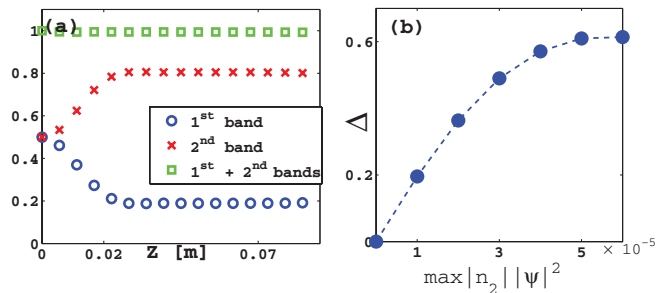 (a)
1
0.8
0.6
0.4
0.2
0
0.02
0.07
Z [m]
1st band
2nd band
1st + 2nd bands
(b)
0.6
0.2
0
Δ
1
3
5
× 10-5
max|n2||ψ|2